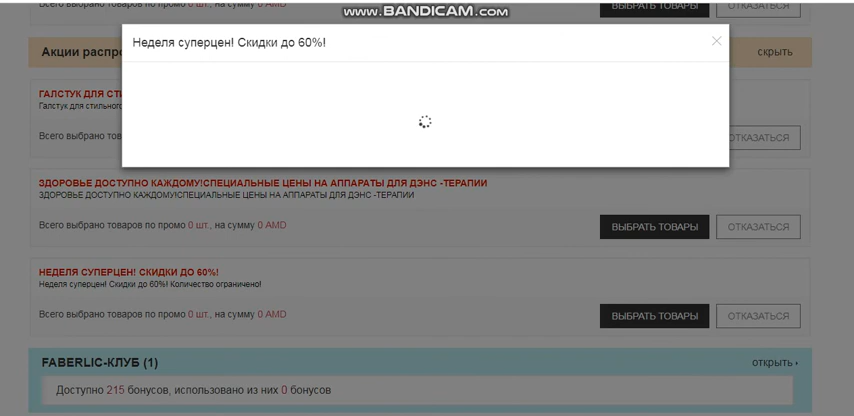 www.BANDICAM.com
ВЫБРАТЬ ТОВАРЫ ОТКАЗАТЬСЯ
Неделя суперцен! Скидки до 60%!
Акции распро скрыть
ГАЛСТУК ДЛЯ
Галстук для стильного
Всего выбрано тов
ОТКАЗАТЬСЯ
ЗДОРОВЬЕ ДОСТУПНО КАЖДОМУ!СПЕЦИАЛЬНЫЕ ЦЕНЫ НА АППАРАТЫ ДЛЯ ДЭНС -ТЕРАПИИ
ЗДОРОВЬЕ ДОСТУПНО КАЖДОМУ!СПЕЦИАЛЬНЫЕ ЦЕНЫ НА АППАРАТЫ ДЛЯ ДЭНС -ТЕРАПИИ
Всего выбрано товаров по промо 0 шт., на сумму 0 AMD
ВЫБРАТЬ ТОВАРЫ ОТКАЗАТЬСЯ
НЕДЕЛЯ СУПЕРЦЕН! СКИДКИ ДО 60%!
Неделя суперцен! Скидки до 60%! Количество ограничено!
Всего выбрано товаров по промо 0 шт., на сумму 0 AMD
ВЫБРАТЬ ТОВАРЫ ОТКАЗАТЬСЯ
FABERLIC-КЛУБ (1) открыть
Доступно 215 бонусов, использовано из них 0 бонусов